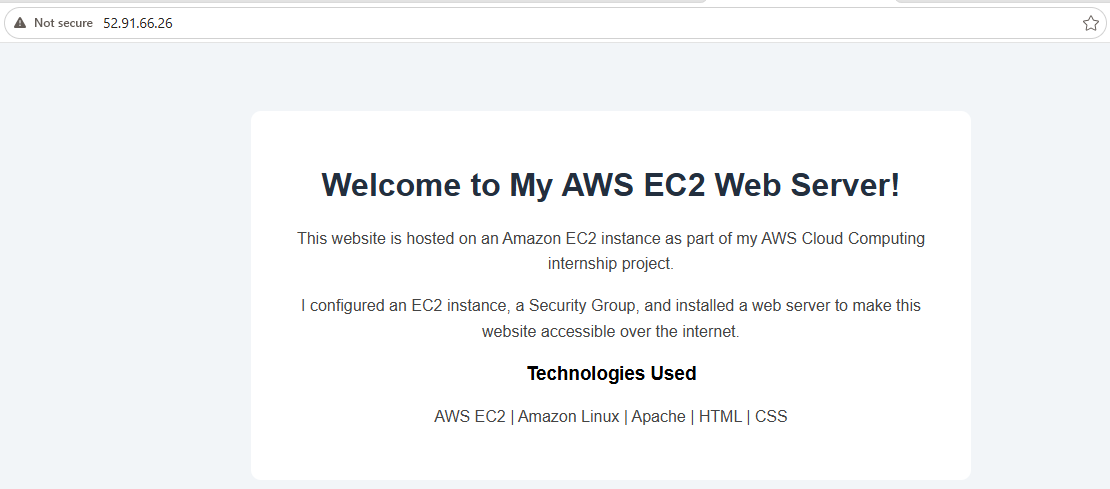 Not secure 52.91.66.26
Welcome to My AWS EC2 Web Server!
This website is hosted on an Amazon EC2 instance as part of my AWS Cloud Computing
internship project.
I configured an EC2 instance, a Security Group, and installed a web server to make this
website accessible over the internet.
Technologies Used
AWS EC2 | Amazon Linux | Apache | HTML | CSS